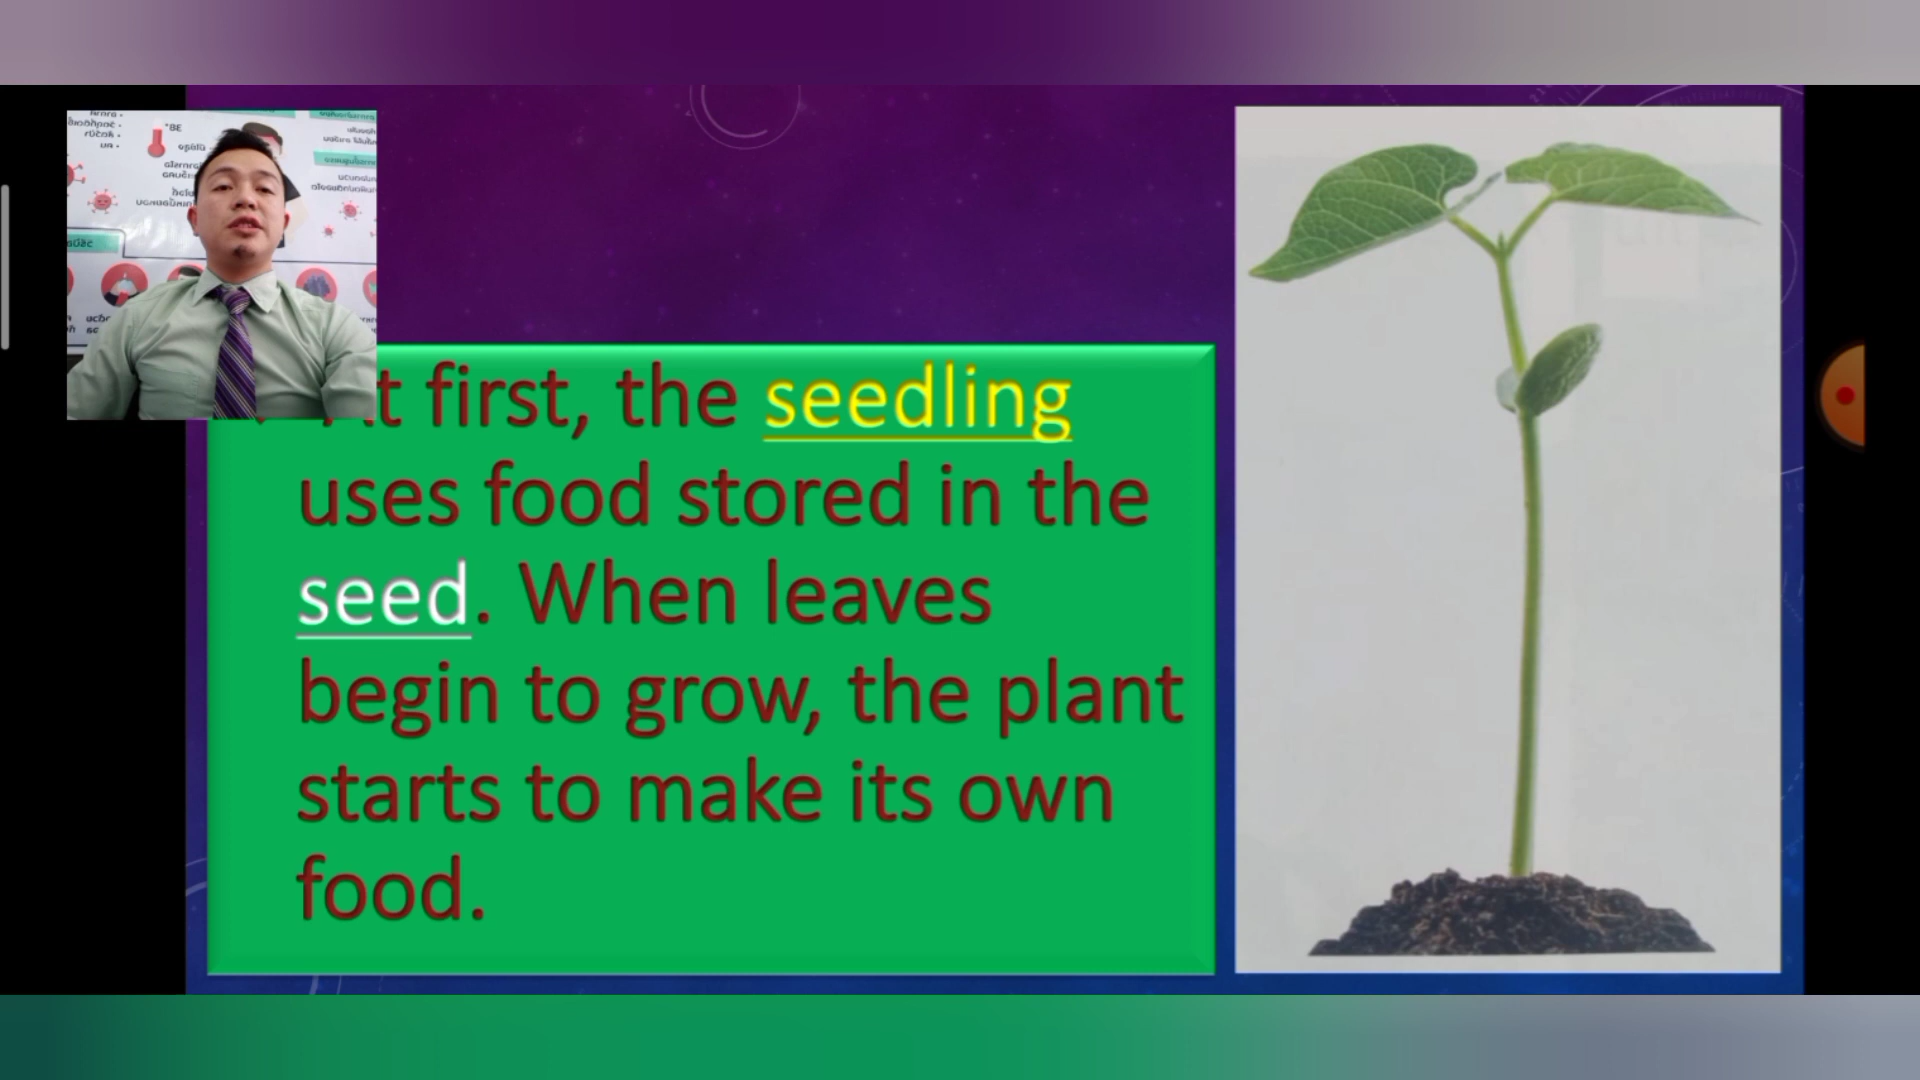 t first, the seedling
uses food stored in the
seed. When leaves
begin to grow, the plant
starts to make its own
food.